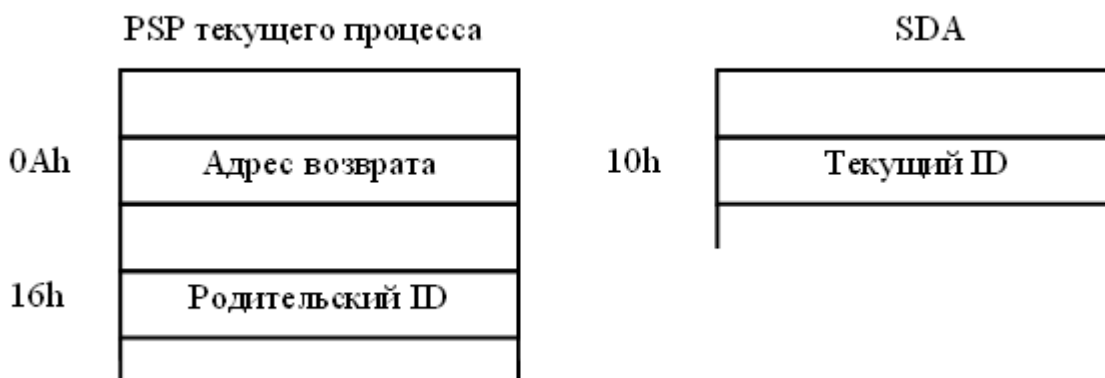 PSP текущего процесса
SDA
0Ah
Адрес возврата
10h
Текущий ID
16h
Родительский ID